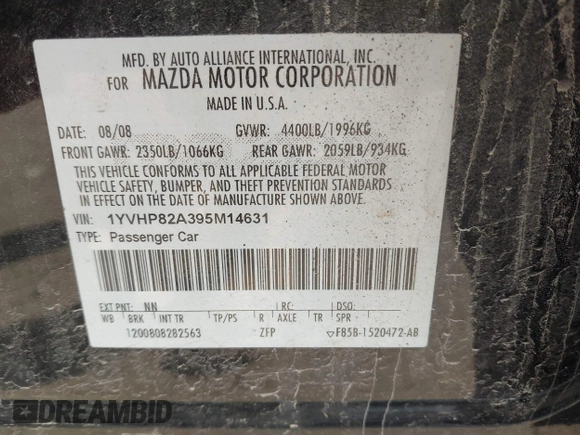 MFD. BY AUTO ALLIANCE INTERNATIONAL, INC.
FOR MAZDA MOTOR CORPORATION
MADE IN U.S.A.
DATE: 08/08 GVWR: 4400LB/1996KG
FRONT GAWR: 2350LB/1066KG REAR GAWR: 2059LB/934KG
THIS VEHICLE CONFORMS TO ALL APPLICABLE FEDERAL MOTOR
VEHICLE SAFETY, BUMPER, AND THEFT PREVENTION STANDARDS
IN EFFECT ON THE DATE OF MANUFACTURE SHOWN ABOVE.
VIN: 1YVHP82A395M14631
TYPE: Passenger Car
EXT PNT: NN RC: DSO:
WB BRK INT TR TP/PS R AXLE TR SPR
1200808282563 ZFP F85B-1520472-AB
DREAMBID